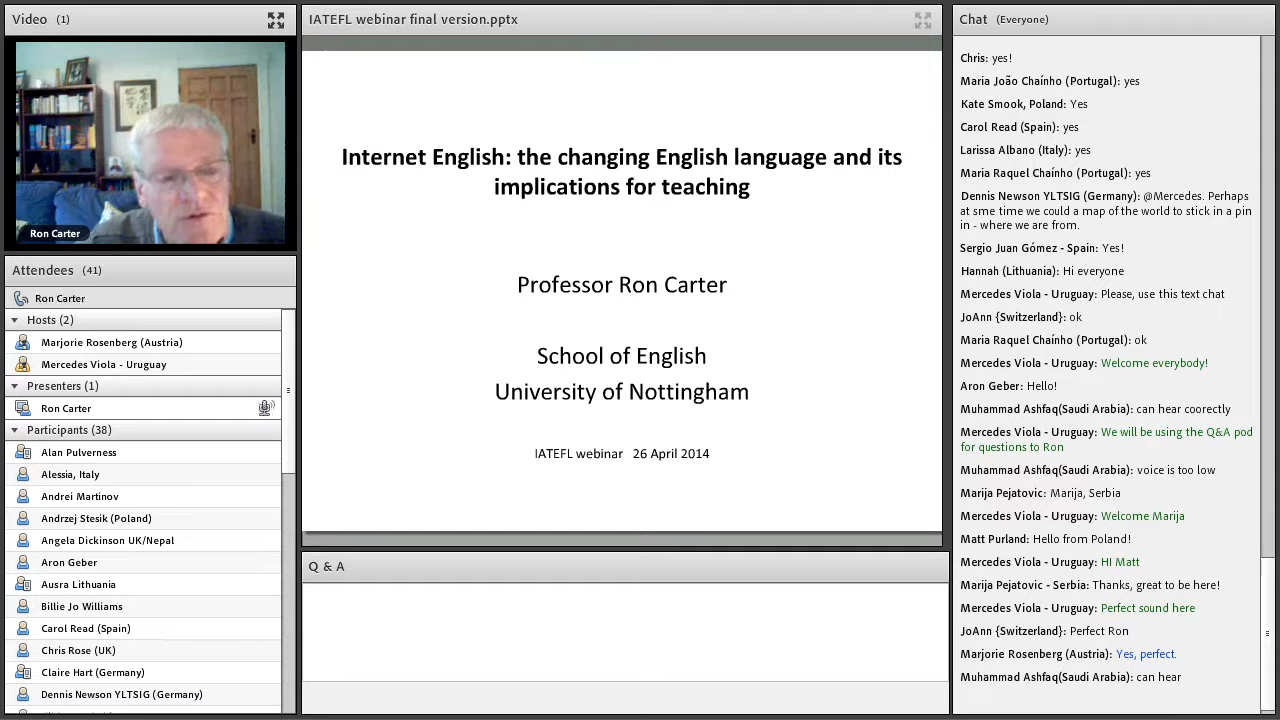 Video (1)
Ron Carter
Attendees (41)
Ron Carter
Hosts (2)
Marjorie Rosenberg (Austria)
Mercedes Viola - Uruguay
Presenters (1)
Ron Carter
Participants (38)
Alan Pulverness
Alessia, Italy
Andrei Martinov
Andrzej Stesik (Poland)
Angela Dickinson UK/Nepal
Aron Geber
Ausra Lithuania
Billie Jo Williams
Carol Read (Spain)
Chris Rose (UK)
Claire Hart (Germany)
Dennis Newson YLTSIG (Germany)
IATEFL webinar final version.pptx
Internet English: the changing English language and its
implications for teaching
Professor Ron Carter
School of English
University of Nottingham
IATEFL webinar 26 April 2014
Q & A
Chat (Everyone)
Chris: yes!
Maria João Chaínho (Portugal): yes
Kate Smook, Poland: Yes
Carol Read (Spain): yes
Larissa Albano (Italy): yes
Maria Raquel Chaínho (Portugal): yes
Dennis Newson YLTSIG (Germany): @Mercedes. Perhaps
at sme time we could a map of the world to stick in a pin
in - where we are from.
Sergio Juan Gómez - Spain: Yes!
Hannah (Lithuania): Hi everyone
Mercedes Viola - Uruguay: Please, use this text chat
JoAnn {Switzerland}: ok
Maria Raquel Chaínho (Portugal): ok
Mercedes Viola - Uruguay: Welcome everybody!
Aron Geber: Hello!
Muhammad Ashfaq(Saudi Arabia): can hear coorectly
Mercedes Viola - Uruguay: We will be using the Q&A pod
for questions to Ron
Muhammad Ashfaq(Saudi Arabia): voice is too low
Marija Pejatovic: Marija, Serbia
Mercedes Viola - Uruguay: Welcome Marija
Matt Purland: Hello from Poland!
Mercedes Viola - Uruguay: HI Matt
Marija Pejatovic - Serbia: Thanks, great to be here!
Mercedes Viola - Uruguay: Perfect sound here
JoAnn {Switzerland}: Perfect Ron
Marjorie Rosenberg (Austria): Yes, perfect.
Muhammad Ashfaq(Saudi Arabia): can hear